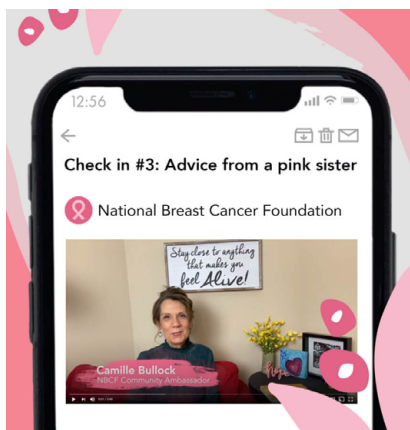 12:56
Check in #3: Advice from a pink sister
National Breast Cancer Foundation
Stay close to anything
that makes you
feel Alive!
hope
Camille Bullock
NBCF Community Ambassador